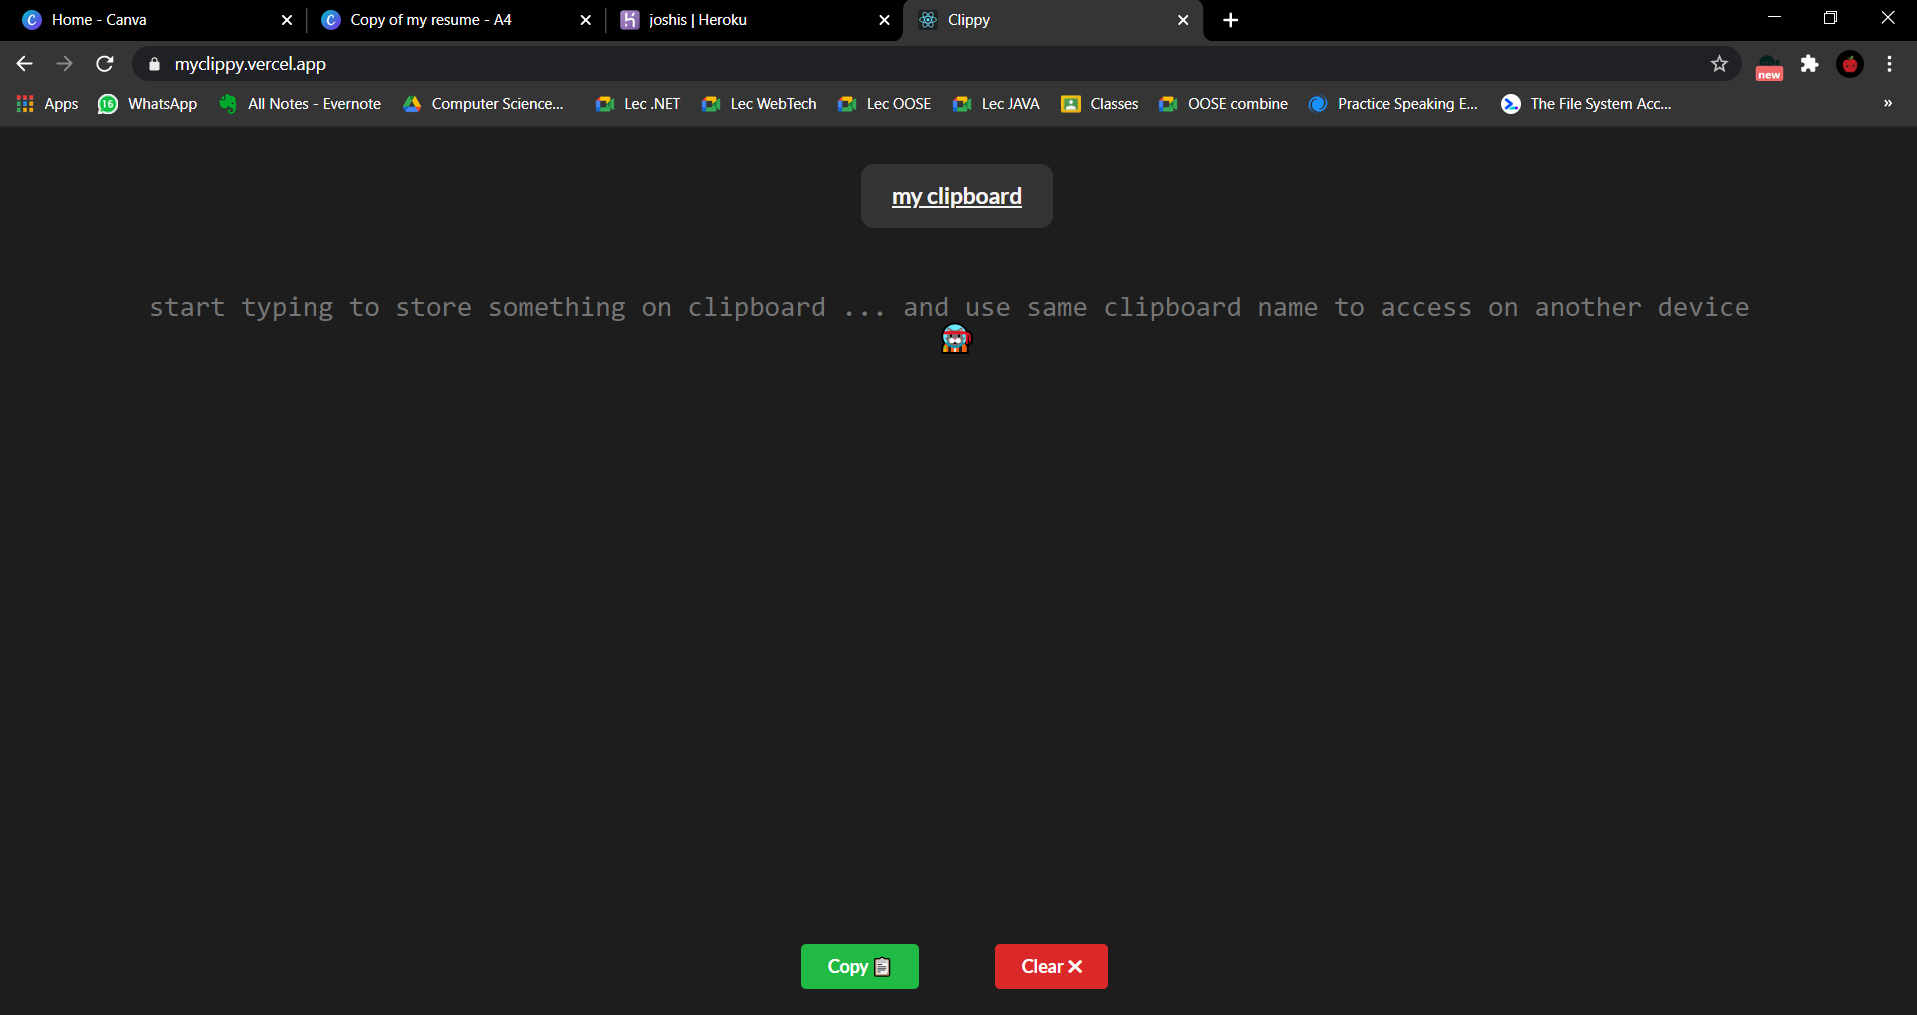 Home - Canva
Copy of my resume - A4
joshis | Heroku
Clippy
myclippy.vercel.app
new
Apps
16
WhatsApp
All Notes - Evernote
Computer Science...
Lec .NET
Lec WebTech
Lec OOSE
Lec JAVA
Classes
OOSE combine
Practice Speaking E...
The File System Acc...
»
my clipboard
start typing to store something on clipboard ... and use same clipboard name to access on another device
Copy
Clear